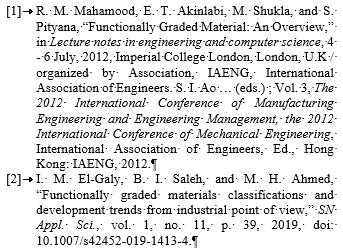 [1]→R. M. Mahamood, E. T. Akinlabi, M. Shukla, and S.
Pityana, “Functionally Graded Material: An Overview,”
in Lecture notes in engineering and computer science, 4-
- 6 July, 2012, Imperial College London, London, U.K /
organized by Association, IAENG, International
Association of Engineers. S. I. Ao … (eds.) ; Vol. 3, The
2012 International Conference of Manufacturing
Engineering and Engineering Management, the 2012
International Conference of Mechanical Engineering,
International Association of Engineers, Ed., Hong
Kong: IAENG, 2012.¶
[2]→I. M. El-Galy, B. I. Saleh, and M. H. Ahmed,
“Functionally graded materials classifications and
development trends from industrial point of view,” SN
Appl. Sci., vol. 1, no. 11, p. 39, 2019, doi:
10.1007/s42452-019-1413-4.¶